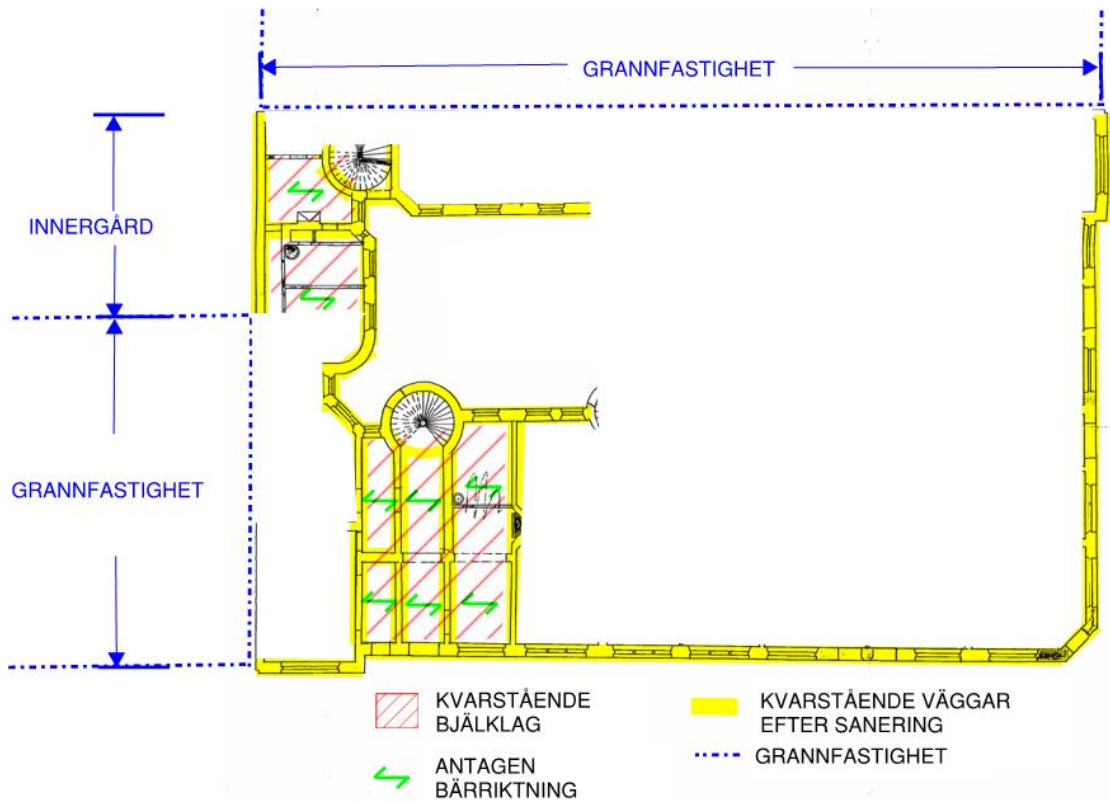 GRANNFASTIGHET
INNERGÅRD
GRANNFASTIGHET
KVARSTÅENDE
BJÄLKLAG
ANTAGEN
BÄRRIKTNING
KVARSTÅENDE VÄGGAR
EFTER SANERING
GRANNFASTIGHET